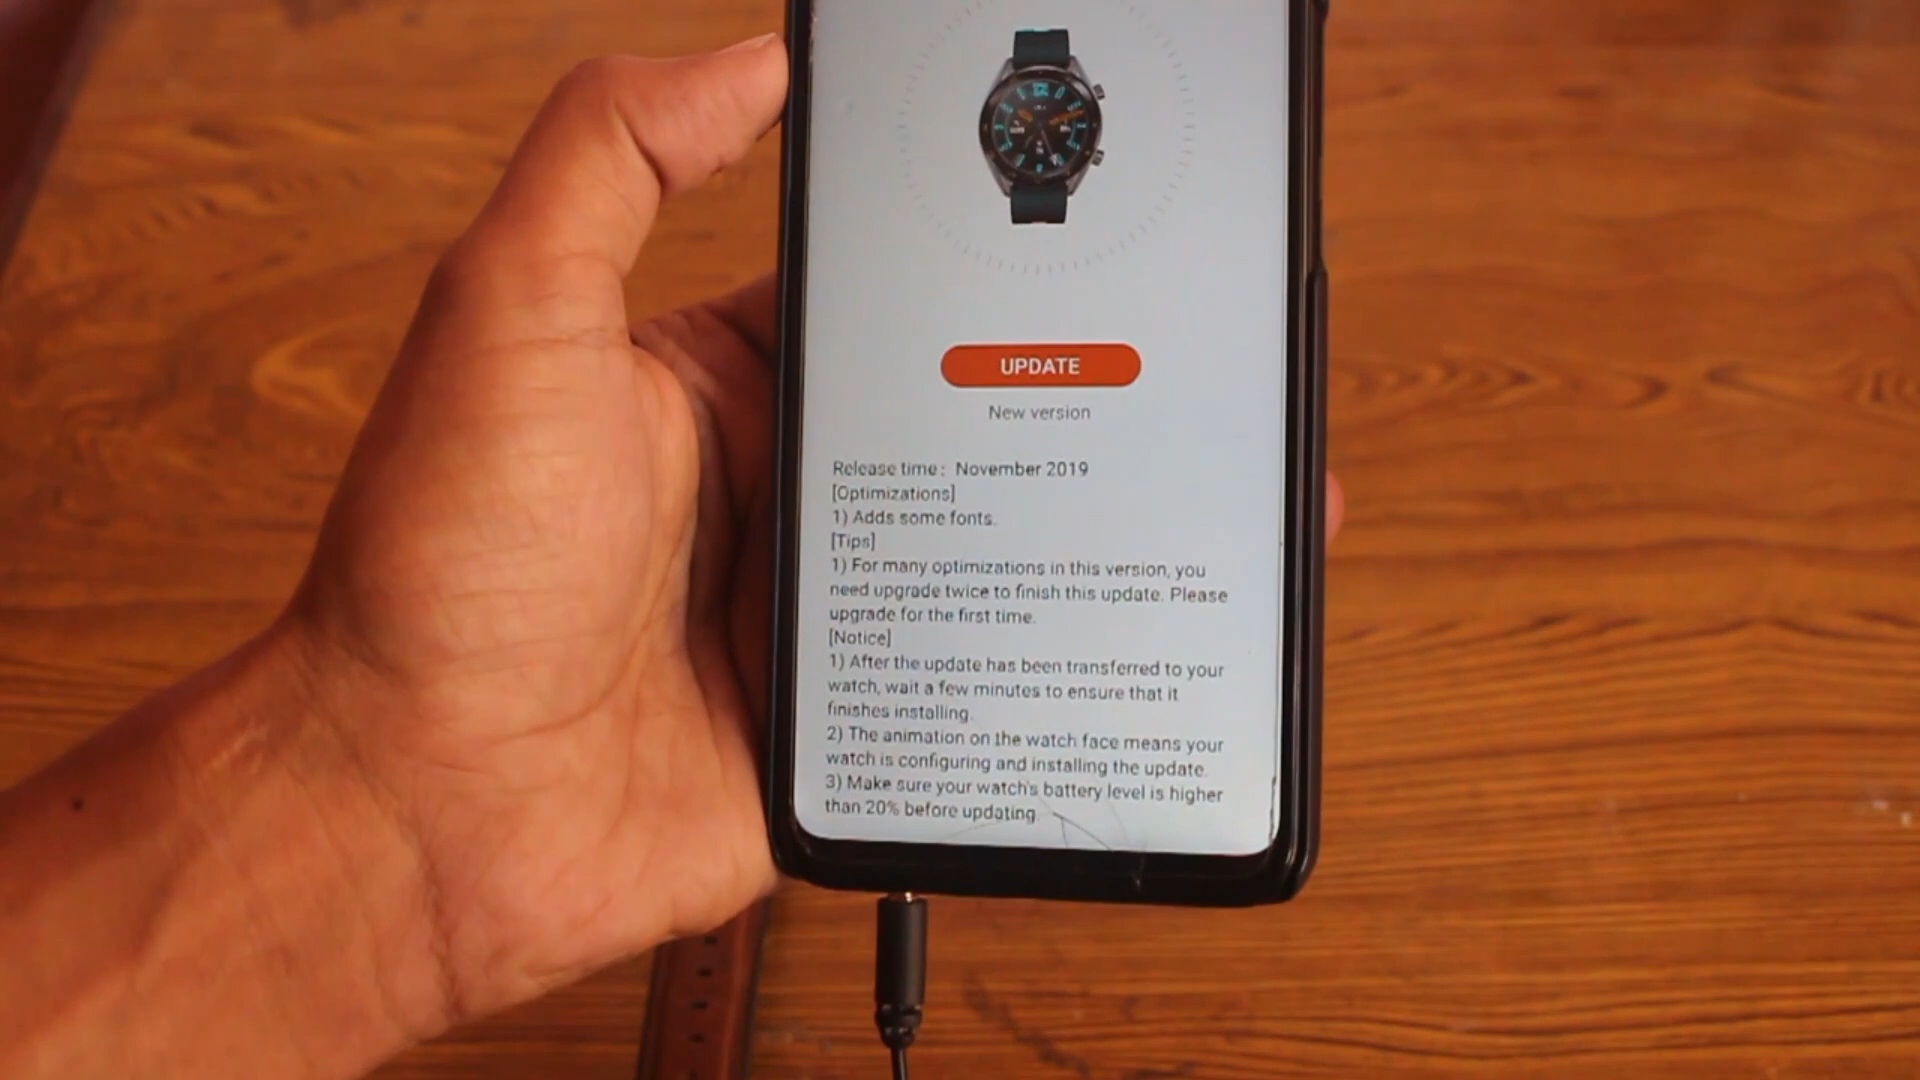 UPDATE
New version
Release time: November 2019
[Optimizations]
1) Adds some fonts.
[Tips]
1) For many optimizations in this version, you
need upgrade twice to finish this update. Please
upgrade for the first time.
[Notice]
1) After the update has been transferred to your
watch, wait a few minutes to ensure that it
finishes installing.
2) The animation on the watch face means your
watch is configuring and installing the update.
3) Make sure your watch's battery level is higher
than 20% before updating.